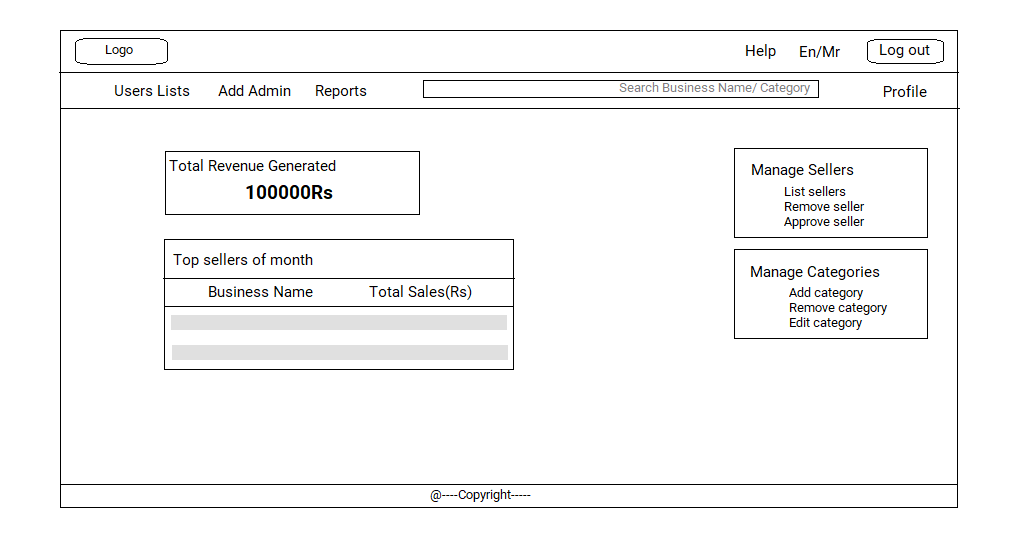 Logo
Help En/Mr Log out
Users Lists Add Admin Reports Search Business Name/ Category Profile
Total Revenue Generated
100000Rs
Top sellers of month
Business Name Total Sales(Rs)
Manage Sellers
List sellers
Remove seller
Approve seller
Manage Categories
Add category
Remove category
Edit category
@----Copyright-----